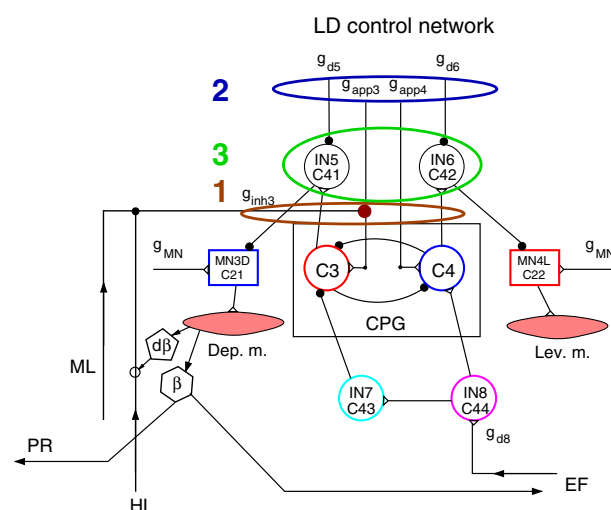 LD control network
g_d5 g_d6
2 g_app3 g_app4
3 IN5 C41 IN6 C42
1 g_inh3
g_MN MN3D C21 C3 C4 MN4L C22 g_MN
CPG
dβ Dep. m. Lev. m.
ML β IN7 C43 IN8 C44
g_d8
PR EF
HI